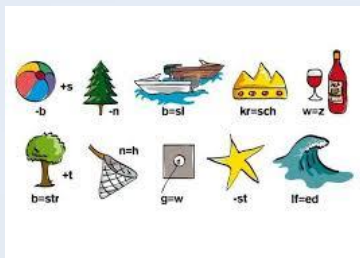 +s
-b -n b=sl kr=sch w=z
+t n=h
b=str g=w -st lf=ed